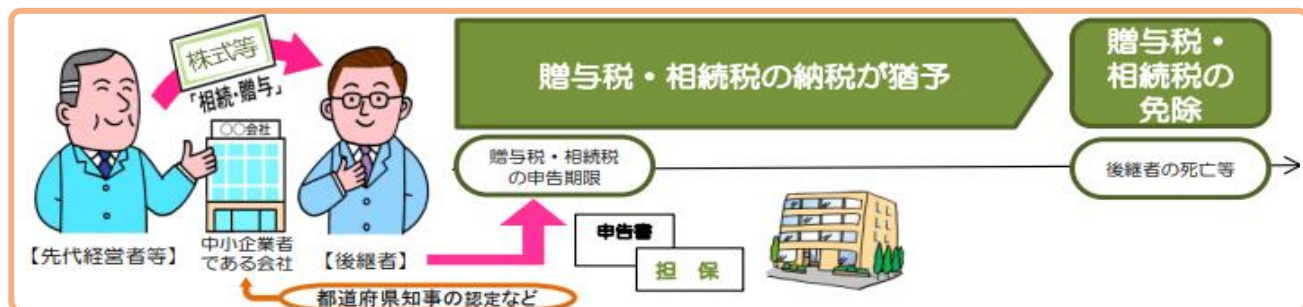 株式等
「相続・贈与」
〇〇会社
【先代経営者等】
中小企業者
である会社
【後継者】
都道府県知事の認定など
贈与税・相続税の納税が猶予
贈与税・相続税
の申告期限
申告書
担 保
贈与税・
相続税の
免除
後継者の死亡等